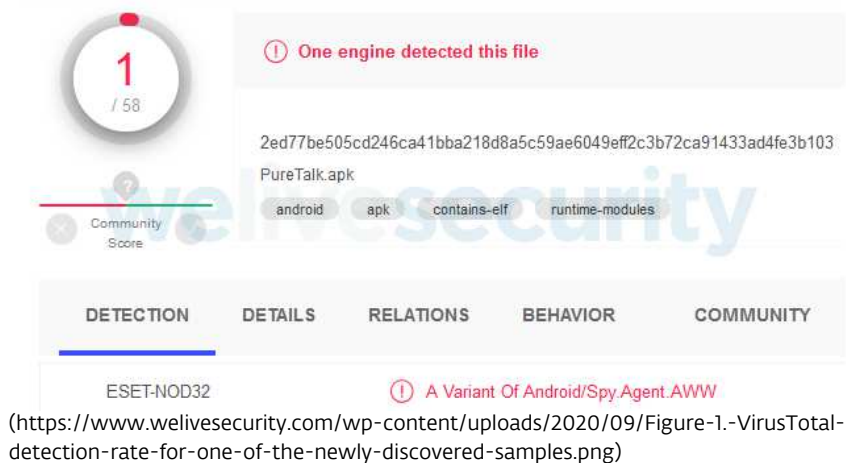 1
/ 58
One engine detected this file
2ed77be505cd246ca41bba218d8a5c59ae6049eff2c3b72ca91433ad4fe3b103
PureTalk.apk
android apk contains-elf runtime-modules
welivesecurity
?
Community
Score
DETECTION DETAILS RELATIONS BEHAVIOR COMMUNITY
ESET-NOD32 A Variant Of Android/Spy.Agent.AWW
(https://www.welivesecurity.com/wp-content/uploads/2020/09/Figure-1.-VirusTotal-
detection-rate-for-one-of-the-newly-discovered-samples.png)